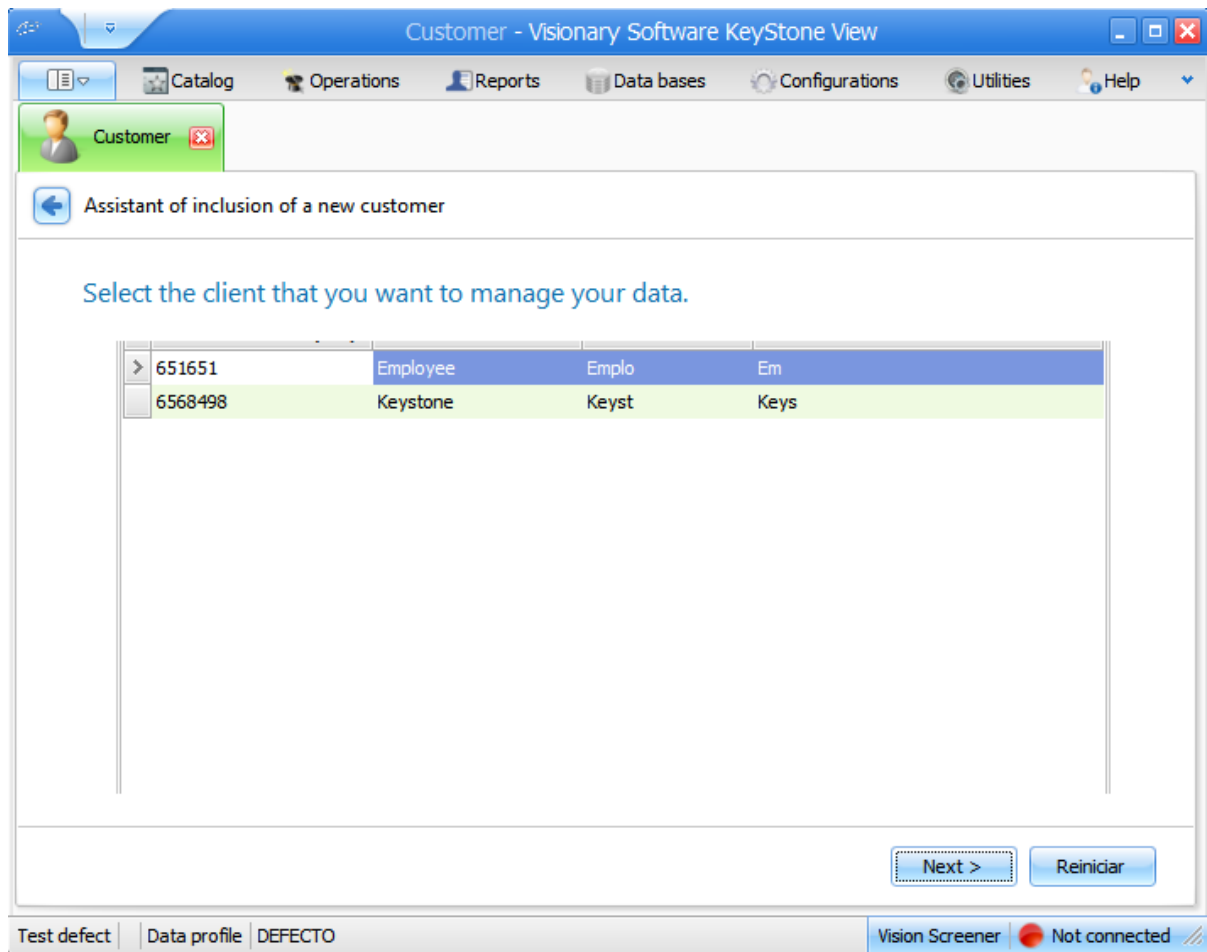 Customer - Visionary Software KeyStone View
Catalog Operations Reports Data bases Configurations Utilities Help
Customer
Assistant of inclusion of a new customer
Select the client that you want to manage your data.
651651 Employee Emplo Em
6568498 Keystone Keyst Keys
Next > Reiniciar
Test defect Data profile DEFECTO Vision Screener Not connected